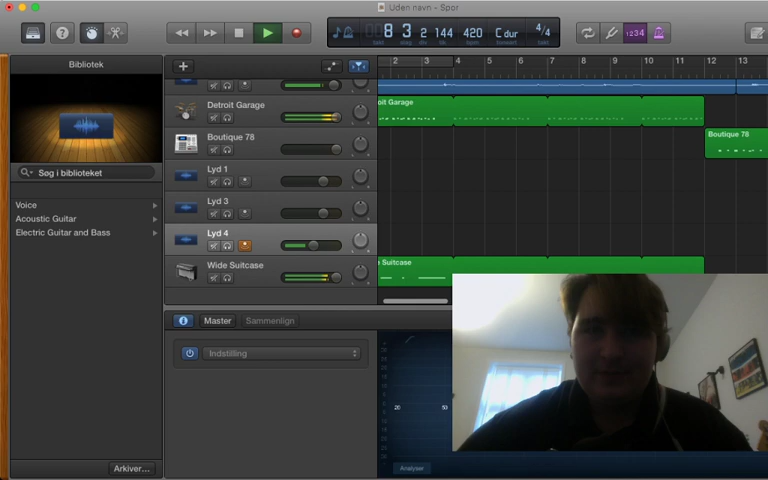 Uden navn - Spor
8 3 2 144
420
C dur
4/4
takt
bpm
1234
Bibliotek
2 3 4 5 6 7 8 9 10 11 12 13
Detroit Garage
oit Garage
Boutique 78
Boutique 78
Søg i biblioteket
Lyd 1
Lyd 3
Voice
Acoustic Guitar
Electric Guitar and Bass
Lyd 4
Wide Suitcase
Suitcase
Master
Sammenlign
Indstilling
20
50
Analyser
Arkiver...